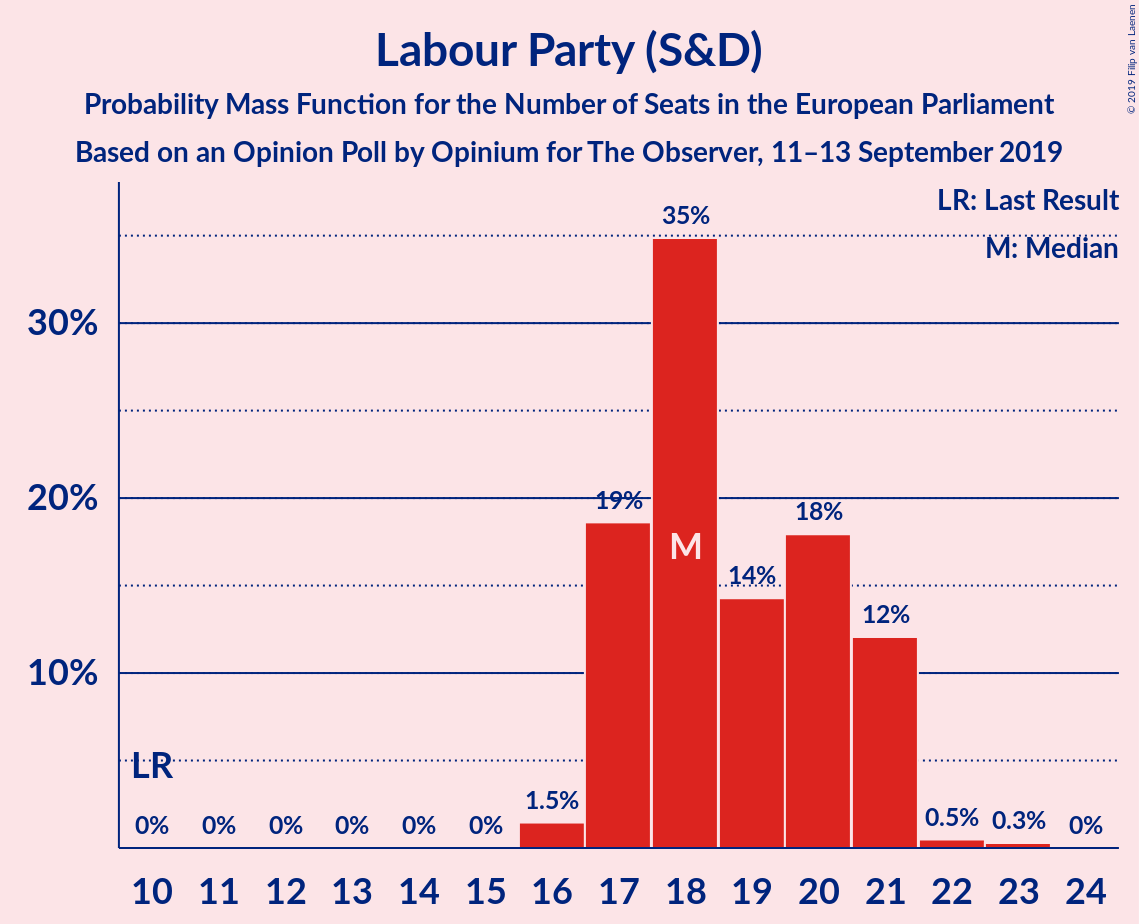 Labour Party (S&D)
Probability Mass Function for the Number of Seats in the European Parliament
Based on an Opinion Poll by Opinium for The Observer, 11–13 September 2019
© 2019 Filip van Laenen
LR: Last Result
M: Median
35%
30%
20%
19%
18%
M
14%
12%
10%
LR
0%
0%
0%
0%
0%
0%
1.5%
0.5%
0.3%
0%
10 11 12 13 14 15 16 17 18 19 20 21 22 23 24